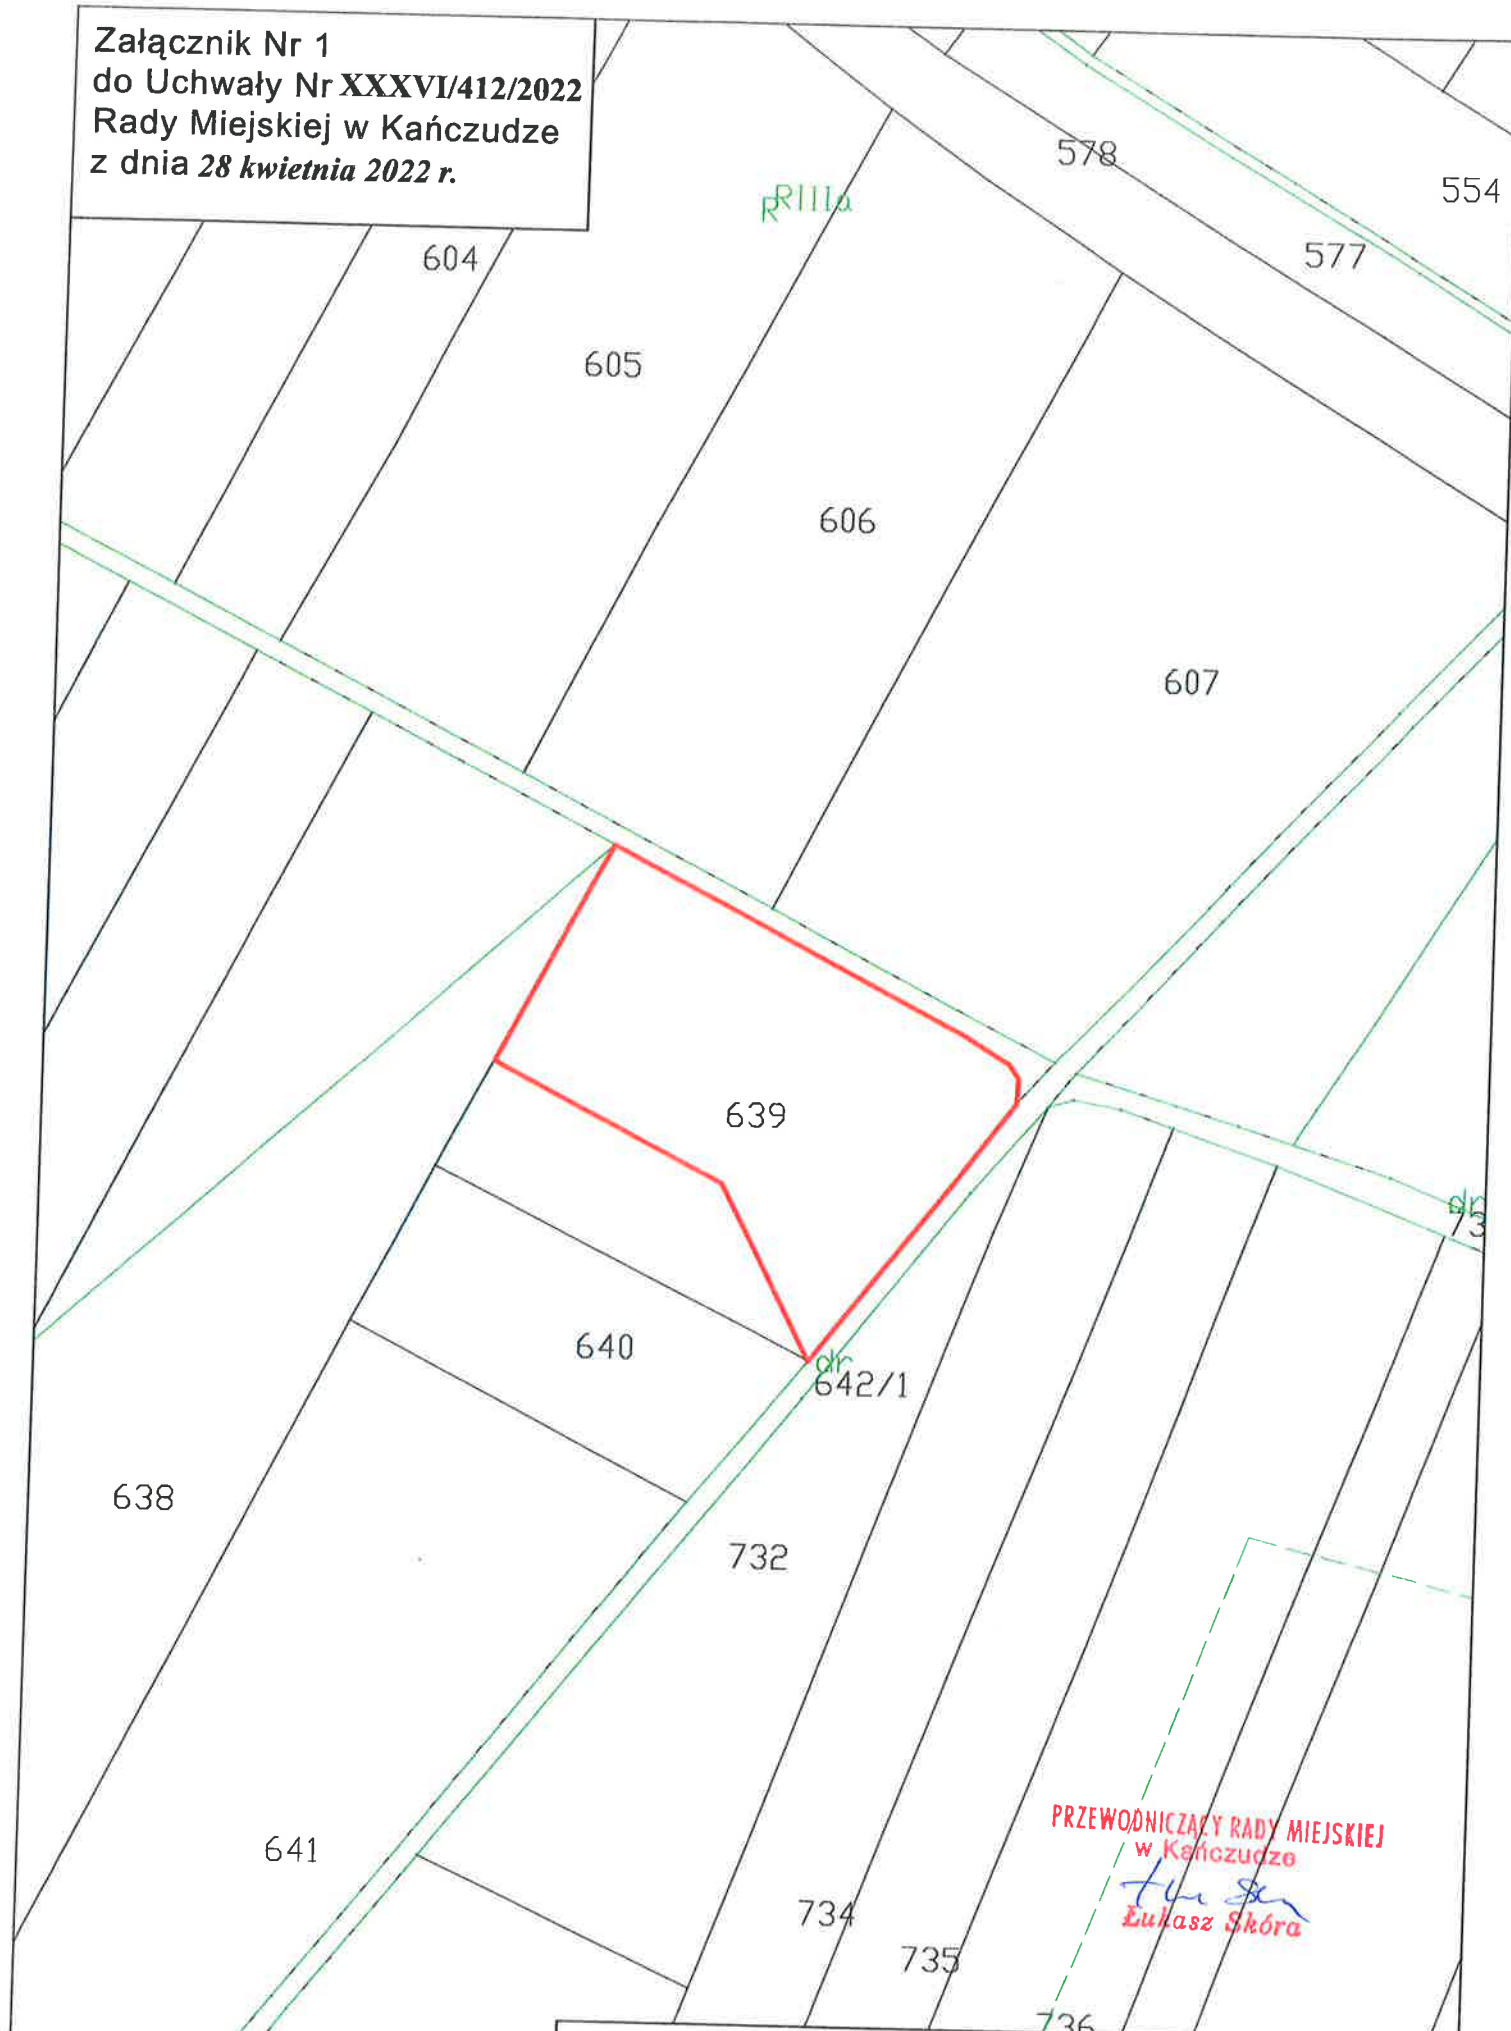 Załącznik Nr 1
do Uchwały Nr XXXVI/412/2022
Rady Miejskiej w Kańczudze
z dnia 28 kwietnia 2022 r.
578
554
R RIIIa
577
604
605
606
607
639
dr
73
640
dr
642/1
638
732
641
PRZEWODNICZĄCY RADY MIEJSKIEJ
w Kańczudze
Łukasz Skóra
734
735
736